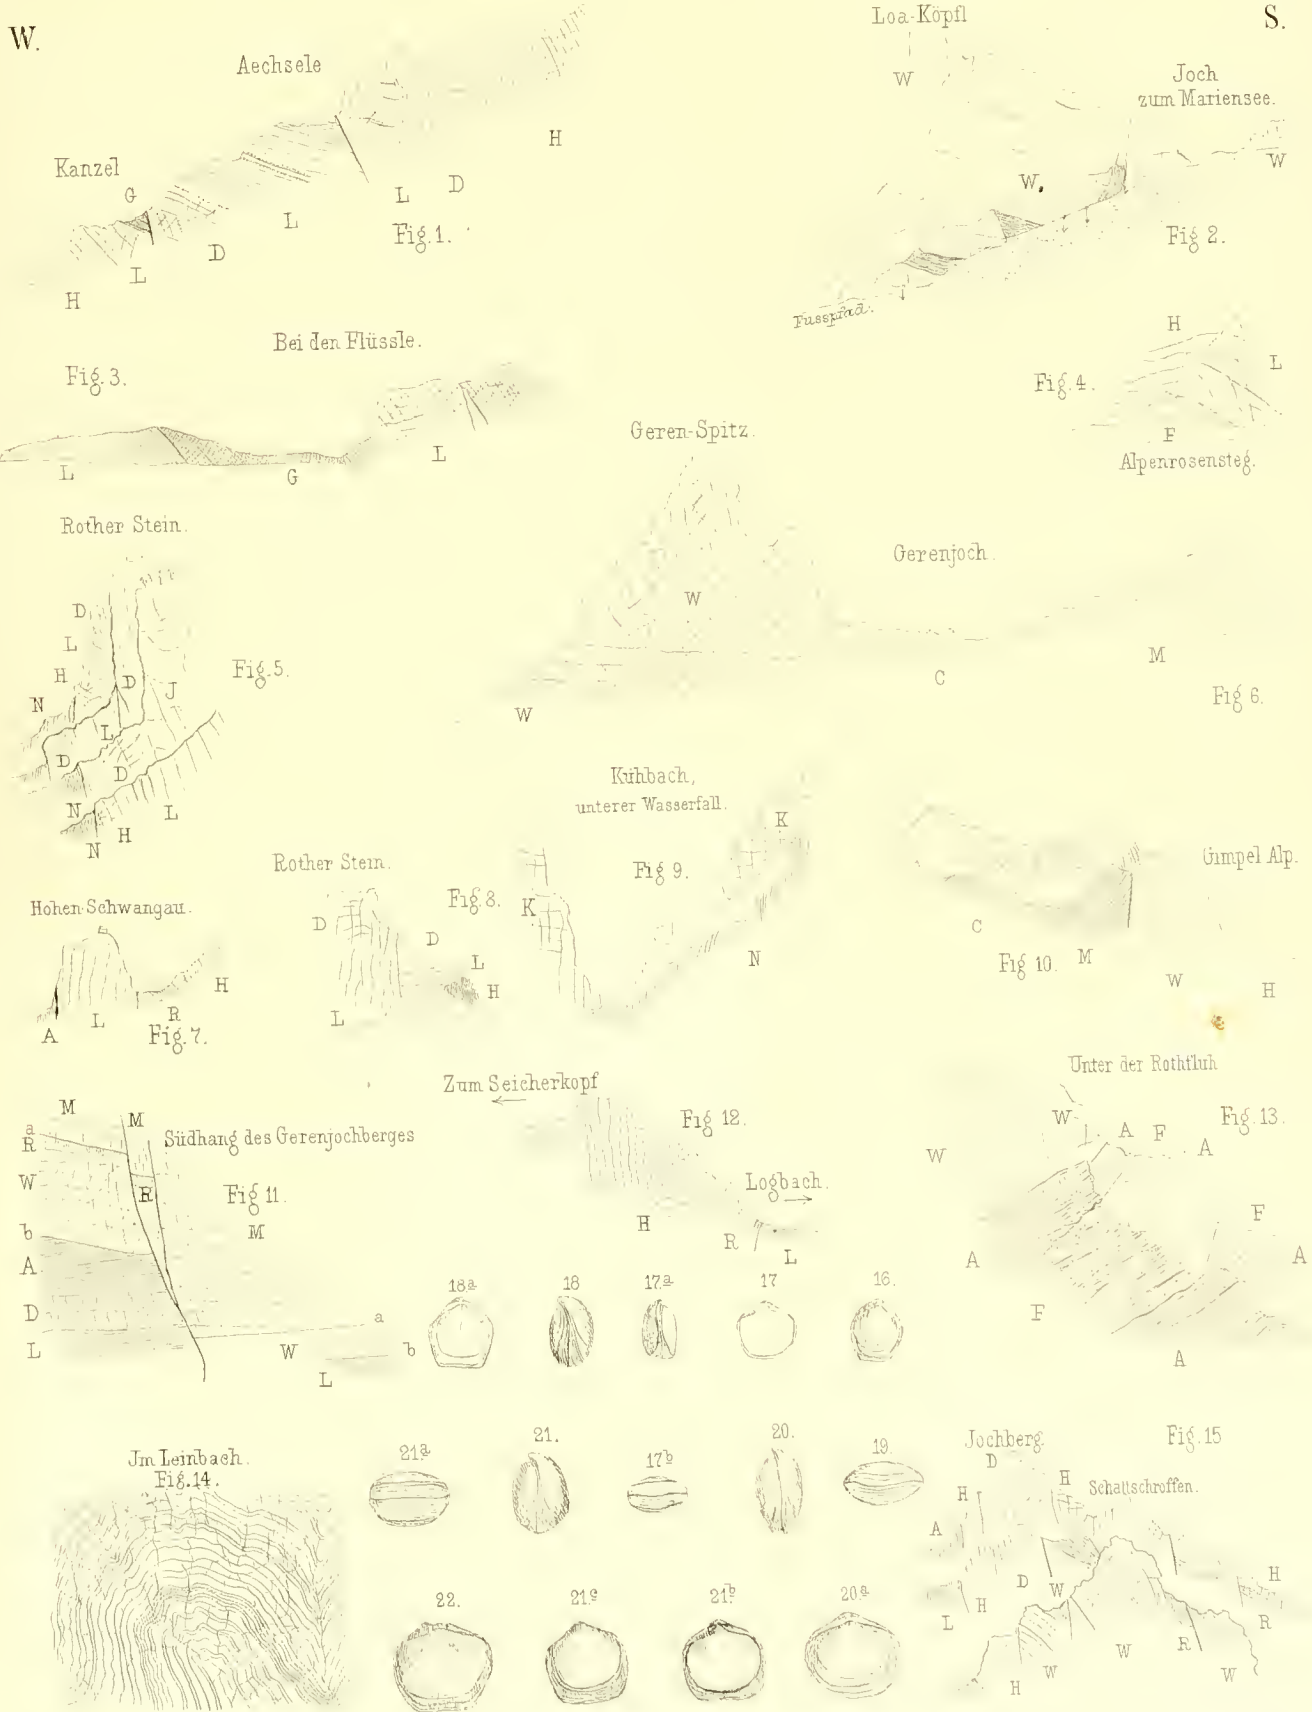 W.
S.
Aechsele
Kanzel
G
H
L
D
L
D
L
H
Fig. 1.
Loa-Köpfl
W
Joch
zum Mariensee.
W
W.
Fig 2.
Fusspfad.
Bei den Flüssle.
Fig. 3.
L
G
L
H
L
Fig. 4.
F
Alpenrosensteg.
Rother Stein.
D
L
H
N
D
J
L
D
D
N
H
L
N
Fig. 5.
Geren-Spitz.
W
W
Gerenjoch.
C
M
Fig 6.
Hohen-Schwangau.
A
L
R
H
Fig. 7.
Rother Stein.
D
D
L
H
L
Fig. 8.
Kühbach,
unterer Wasserfall.
K
K
N
Fig 9.
Gimpel Alp.
C
M
W
H
Fig 10.
M
M
a
R
W
R
b
A
D
L
Südhang des Gerenjochberges
Fig 11.
M
a
W
b
L
Zum Seicherkopf
Fig 12.
Logbach.
H
R
L
Unter der Rothfluh
Fig. 13.
W
A
F
A
W
F
A
A
F
A
18a
18
17.a
17
16.
Jm Leinbach.
Fig. 14.
21a
21.
17b
20.
19.
22.
21c
21b
20.a
Jochberg.
Fig. 15
D
H
H
Schattschroffen.
A
D
W
H
H
L
R
W
R
W
W
H